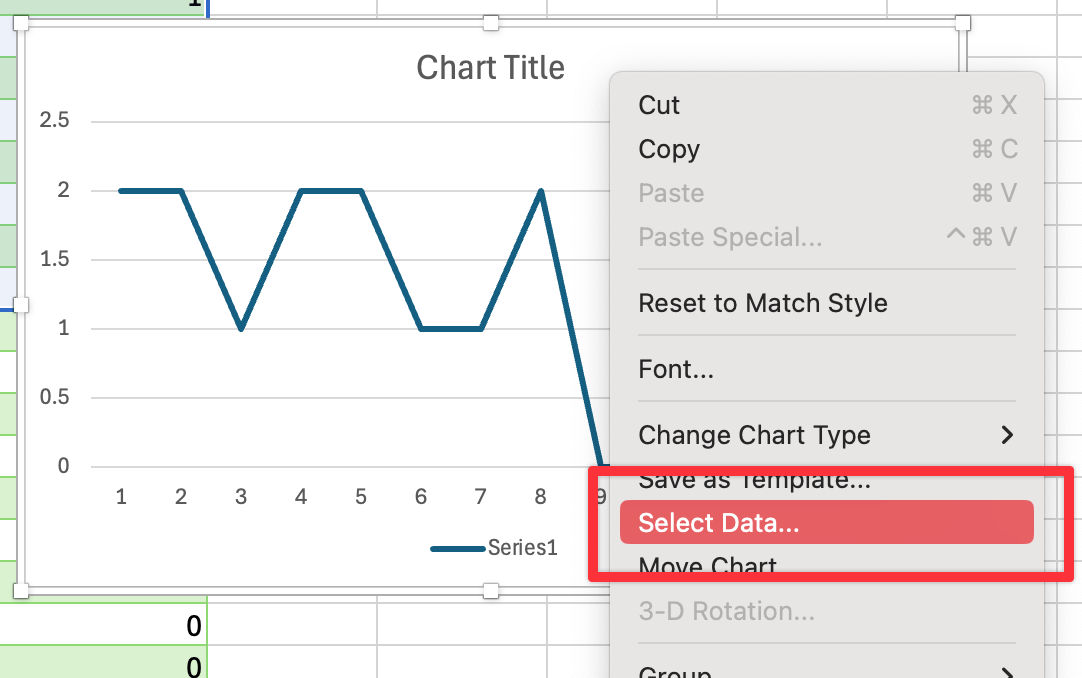 1
Chart Title
2.5
2
1.5
1
0.5
0
1 2 3 4 5 6 7 8 9
Series1
0
0
Cut ⌘ X
Copy ⌘ C
Paste ⌘ V
Paste Special... ^ ⌘ V
Reset to Match Style
Font...
Change Chart Type
Save as Template...
Select Data...
Move Chart
3-D Rotation...
Group